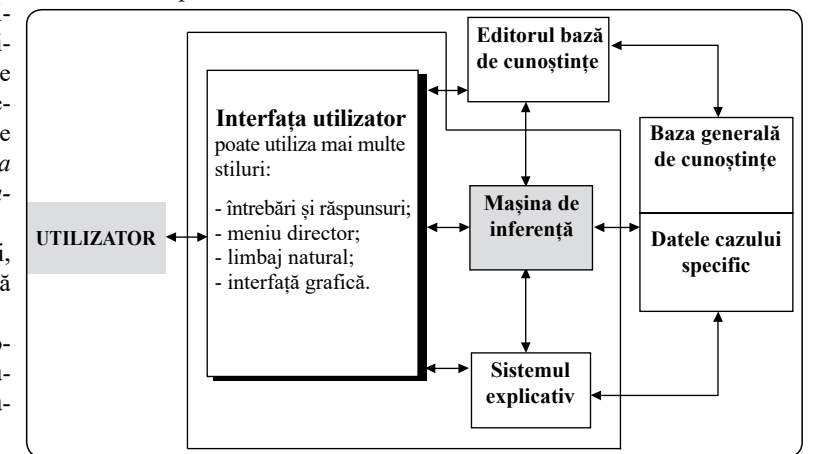 Editorul bază
de cunoștințe
Interfața utilizator
poate utiliza mai multe
stiluri:
- întrebări și răspunsuri;
- meniu director;
- limbaj natural;
- interfață grafică.
Baza generală
de cunoștințe
UTILIZATOR
Mașina de
inferență
Datele cazului
specific
Sistemul
explicativ